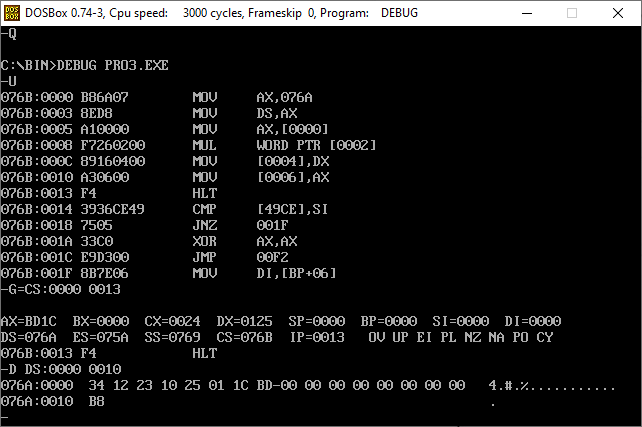 DOSBox 0.74-3, Cpu speed: 3000 cycles, Frameskip 0, Program: DEBUG
-Q
C:\BIN>DEBUG PRO3.EXE
-U
076B:0000 B86A07 MOV AX,076A
076B:0003 8ED8 MOV DS,AX
076B:0005 A10000 MOV AX,[0000]
076B:0008 F7260200 MUL WORD PTR [0002]
076B:000C 89160400 MOV [0004],DX
076B:0010 A30600 MOV [0006],AX
076B:0013 F4 HLT
076B:0014 3936CE49 CMP [49CE],SI
076B:0018 7505 JNZ 001F
076B:001A 33C0 XOR AX,AX
076B:001C E9D300 JMP 00F2
076B:001F 8B7E06 MOV DI,[BP+06]
-G=CS:0000 0013
AX=BD1C BX=0000 CX=0024 DX=0125 SP=0000 BP=0000 SI=0000 DI=0000
DS=076A ES=075A SS=0769 CS=076B IP=0013 OV UP EI PL NZ NA PO CY
076B:0013 F4 HLT
-D DS:0000 0010
076A:0000 34 12 23 10 25 01 1C BD-00 00 00 00 00 00 00 00 4.#.%...........
076A:0010 B8 .
-